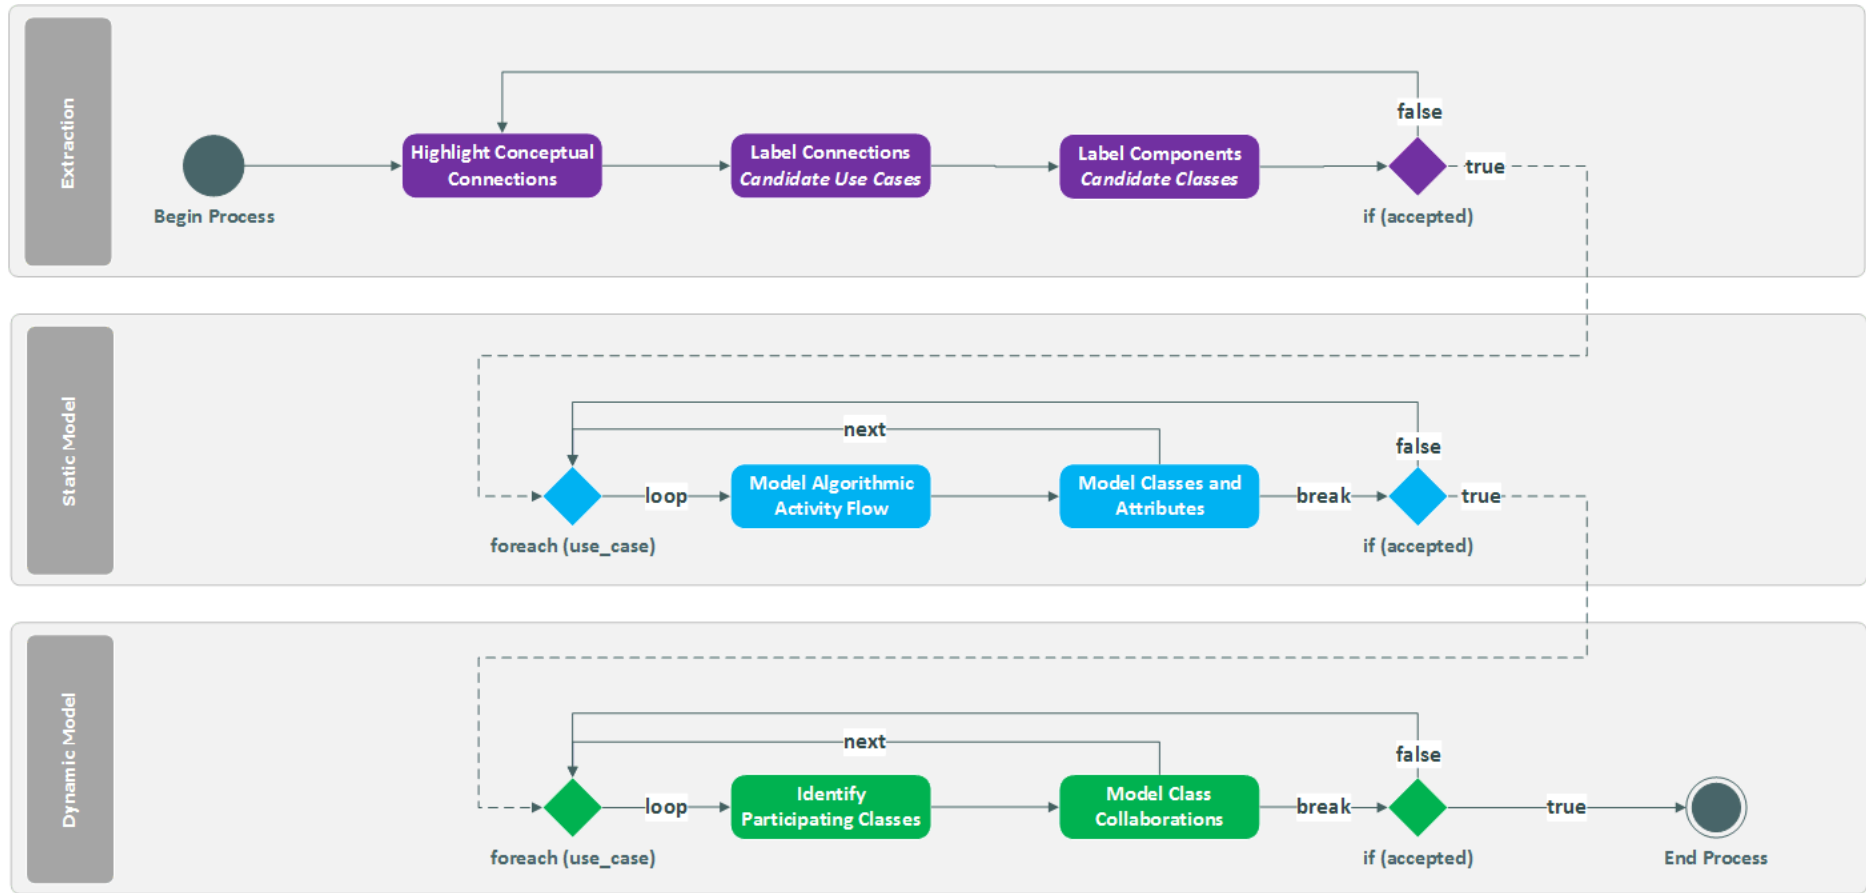 Extraction
false
Highlight Conceptual
Connections
Label Connections
Candidate Use Cases
Label Components
Candidate Classes
true
Begin Process
if (accepted)
Static Model
next
false
loop
Model Algorithmic
Activity Flow
Model Classes and
Attributes
break
true
foreach (use_case)
if (accepted)
Dynamic Model
next
false
loop
Identify
Participating Classes
Model Class
Collaborations
break
true
foreach (use_case)
if (accepted)
End Process